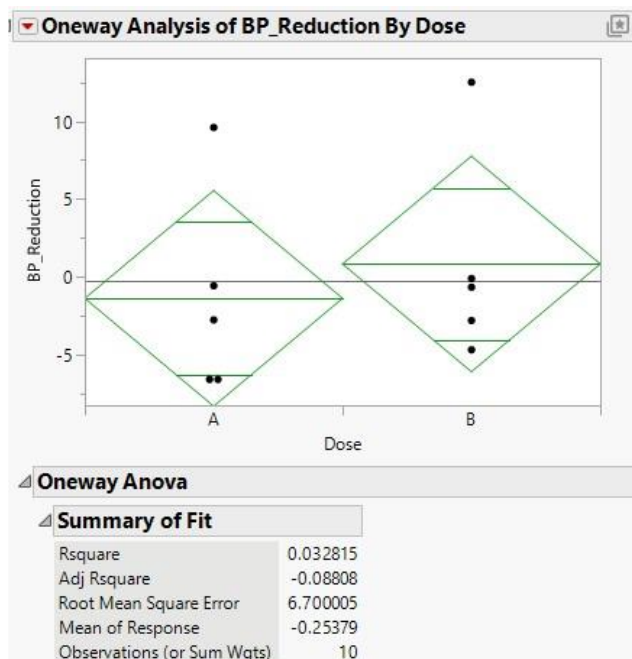 Oneway Analysis of BP_Reduction By Dose
10
5
0
-5
BP_Reduction
A B
Dose
Oneway Anova
Summary of Fit
Rsquare 0.032815
Adj Rsquare -0.08808
Root Mean Square Error 6.700005
Mean of Response -0.25379
Observations (or Sum Wgts) 10